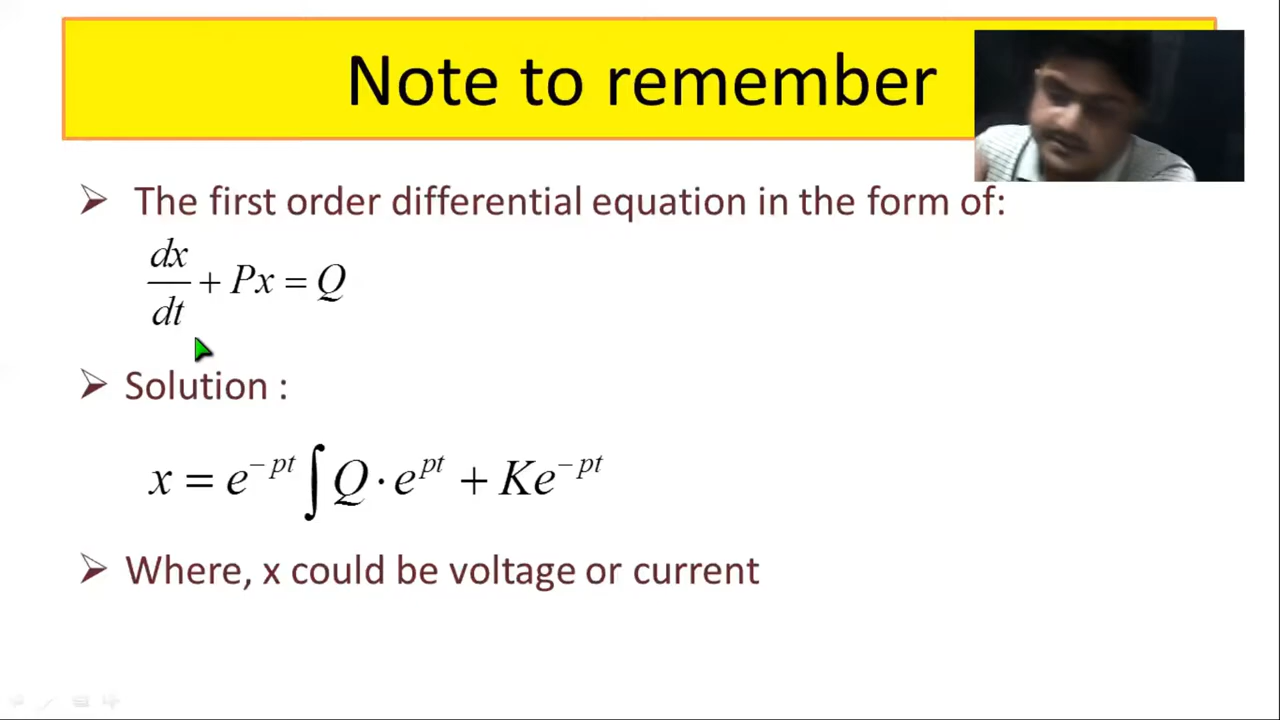 Note to remember
➢ The first order differential equation in the form of:
dx/dt + Px = Q
➢ Solution :
x = e^{-pt} ∫ Q · e^{pt} + Ke^{-pt}
➢ Where, x could be voltage or current